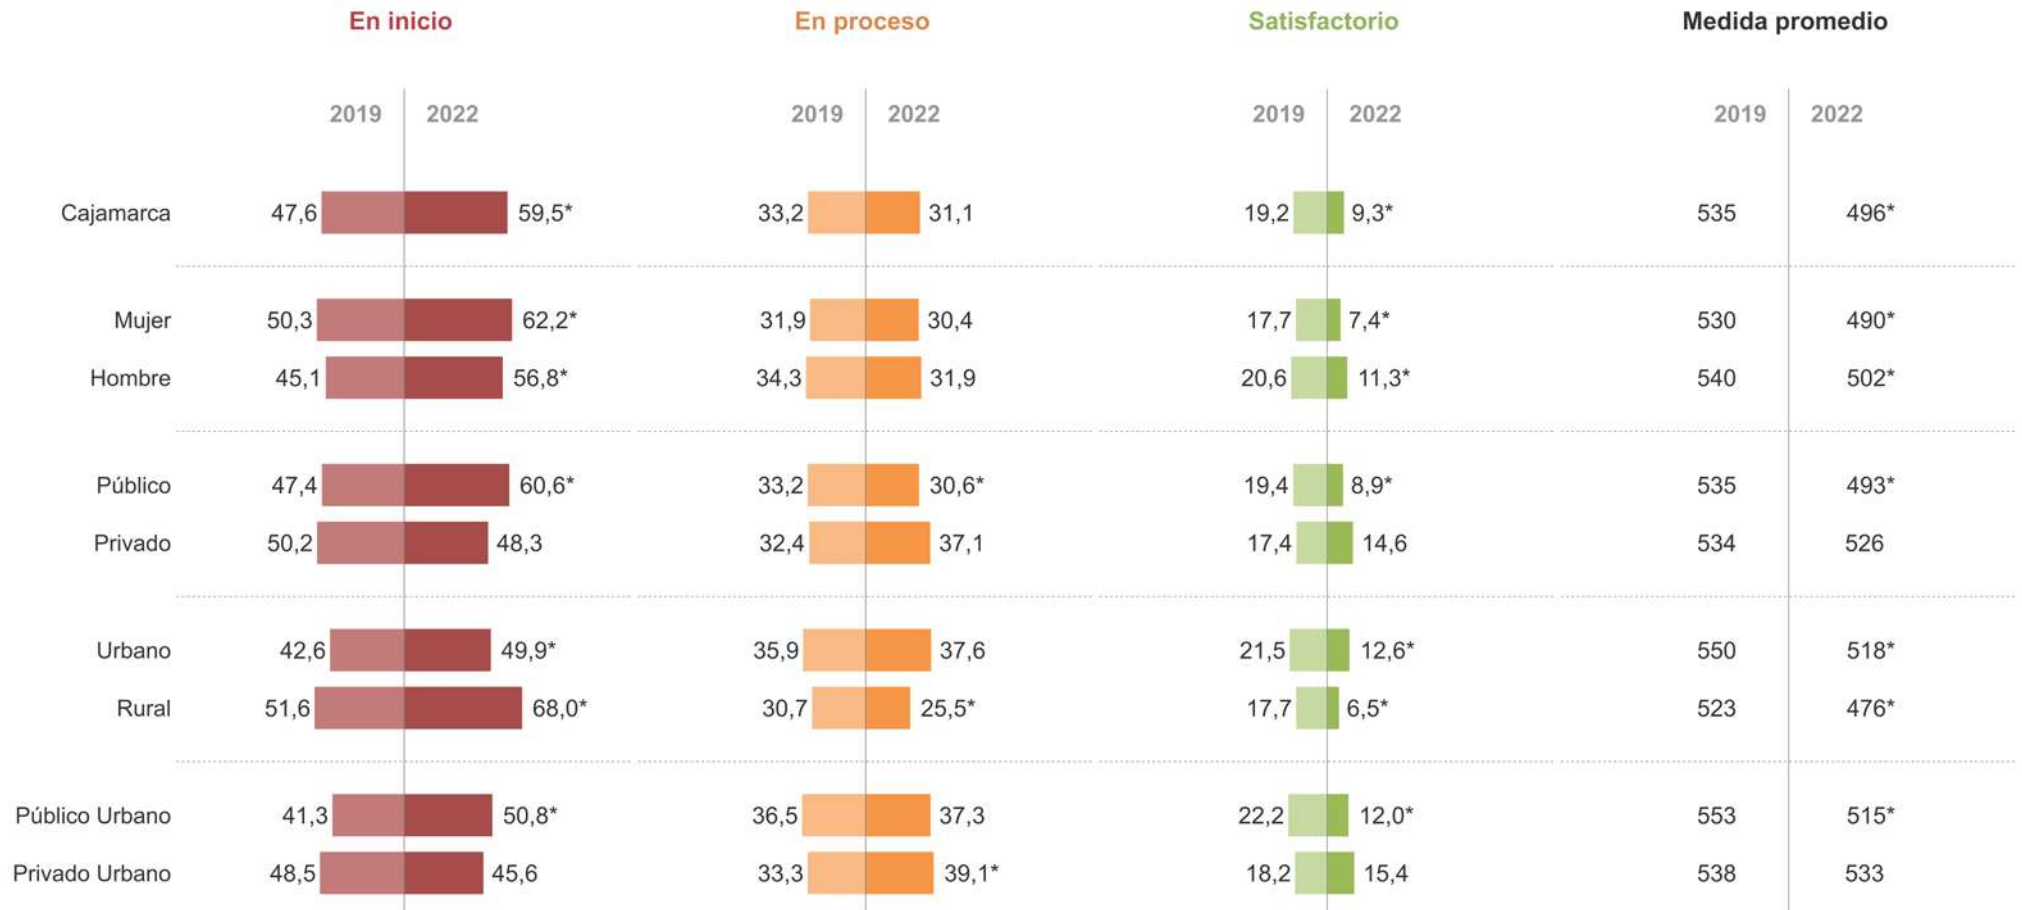 En inicio En proceso Satisfactorio Medida promedio
2019 2022 2019 2022 2019 2022 2019 2022
Cajamarca 47,6 59,5* 33,2 31,1 19,2 9,3* 535 496*
Mujer 50,3 62,2* 31,9 30,4 17,7 7,4* 530 490*
Hombre 45,1 56,8* 34,3 31,9 20,6 11,3* 540 502*
Público 47,4 60,6* 33,2 30,6* 19,4 8,9* 535 493*
Privado 50,2 48,3 32,4 37,1 17,4 14,6 534 526
Urbano 42,6 49,9* 35,9 37,6 21,5 12,6* 550 518*
Rural 51,6 68,0* 30,7 25,5* 17,7 6,5* 523 476*
Público Urbano 41,3 50,8* 36,5 37,3 22,2 12,0* 553 515*
Privado Urbano 48,5 45,6 33,3 39,1* 18,2 15,4 538 533